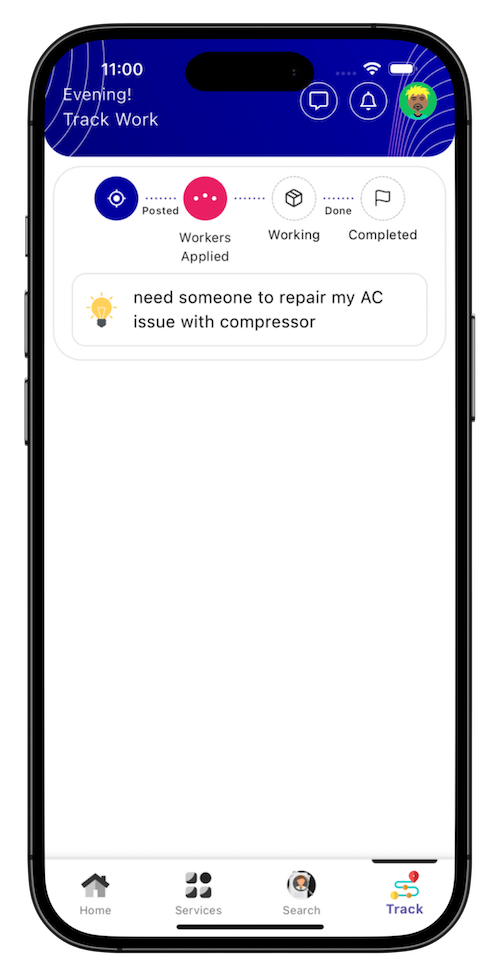 11:00
Evening!
Track Work
Posted
Done
Workers
Applied
Working
Completed
need someone to repair my AC
issue with compressor
Home
Services
Search
Track